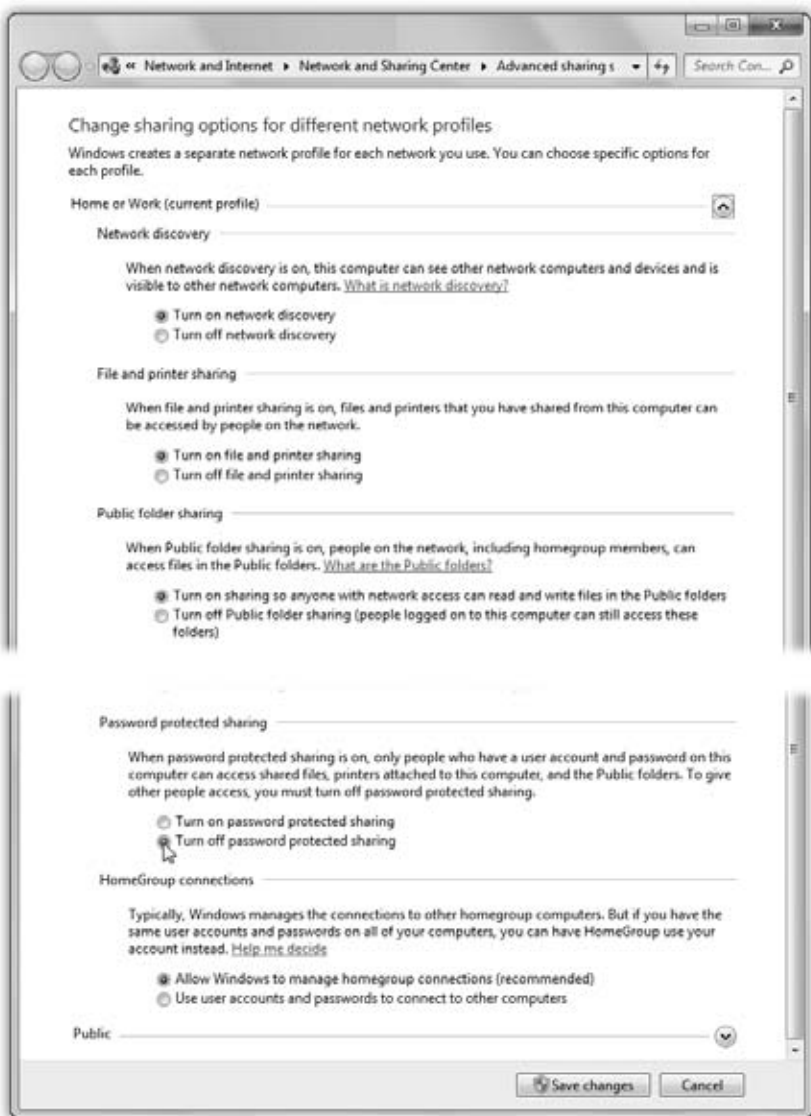 « Network and Internet ▸ Network and Sharing Center ▸ Advanced sharing s
Search Con...
Change sharing options for different network profiles
Windows creates a separate network profile for each network you use. You can choose specific options for
each profile.
Home or Work (current profile)
Network discovery
When network discovery is on, this computer can see other network computers and devices and is
visible to other network computers. What is network discovery?
Turn on network discovery
Turn off network discovery
File and printer sharing
When file and printer sharing is on, files and printers that you have shared from this computer can
be accessed by people on the network.
Turn on file and printer sharing
Turn off file and printer sharing
Public folder sharing
When Public folder sharing is on, people on the network, including homegroup members, can
access files in the Public folders. What are the Public folders?
Turn on sharing so anyone with network access can read and write files in the Public folders
Turn off Public folder sharing (people logged on to this computer can still access these
folders)
Password protected sharing
When password protected sharing is on, only people who have a user account and password on this
computer can access shared files, printers attached to this computer, and the Public folders. To give
other people access, you must turn off password protected sharing.
Turn on password protected sharing
Turn off password protected sharing
HomeGroup connections
Typically, Windows manages the connections to other homegroup computers. But if you have the
same user accounts and passwords on all of your computers, you can have HomeGroup use your
account instead. Help me decide
Allow Windows to manage homegroup connections (recommended)
Use user accounts and passwords to connect to other computers
Public
Save changes
Cancel